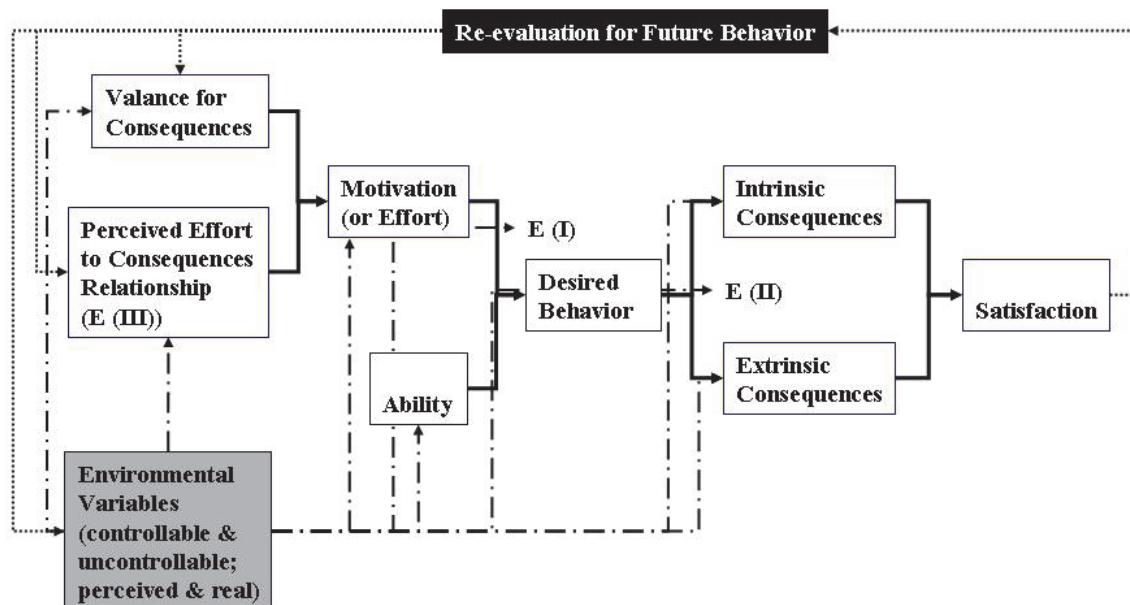 Re-evaluation for Future Behavior
Valance for
Consequences
Motivation
(or Effort)
Intrinsic
Consequences
Perceived Effort
to Consequences
Relationship
(E (III))
E (I)
Desired
Behavior
E (II)
Satisfaction
Ability
Extrinsic
Consequences
Environmental
Variables
(controllable &
uncontrollable;
perceived & real)